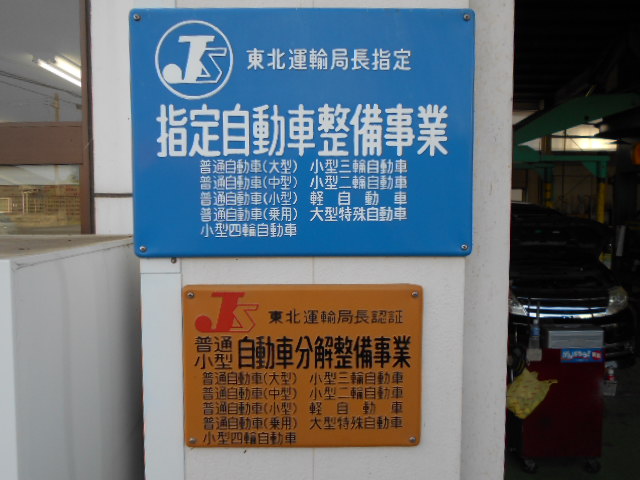 JS 東北運輸局長指定
指定自動車整備事業
普通自動車(大型) 小型三輪自動車
普通自動車(中型) 小型二輪自動車
普通自動車(小型) 軽自動車
普通自動車(乗用) 大型特殊自動車
小型四輪自動車
JS 東北運輸局長認証
普通 小型 自動車分解整備事業
普通自動車(大型) 小型三輪自動車
普通自動車(中型) 小型二輪自動車
普通自動車(小型) 軽自動車
普通自動車(乗用) 大型特殊自動車
小型四輪自動車